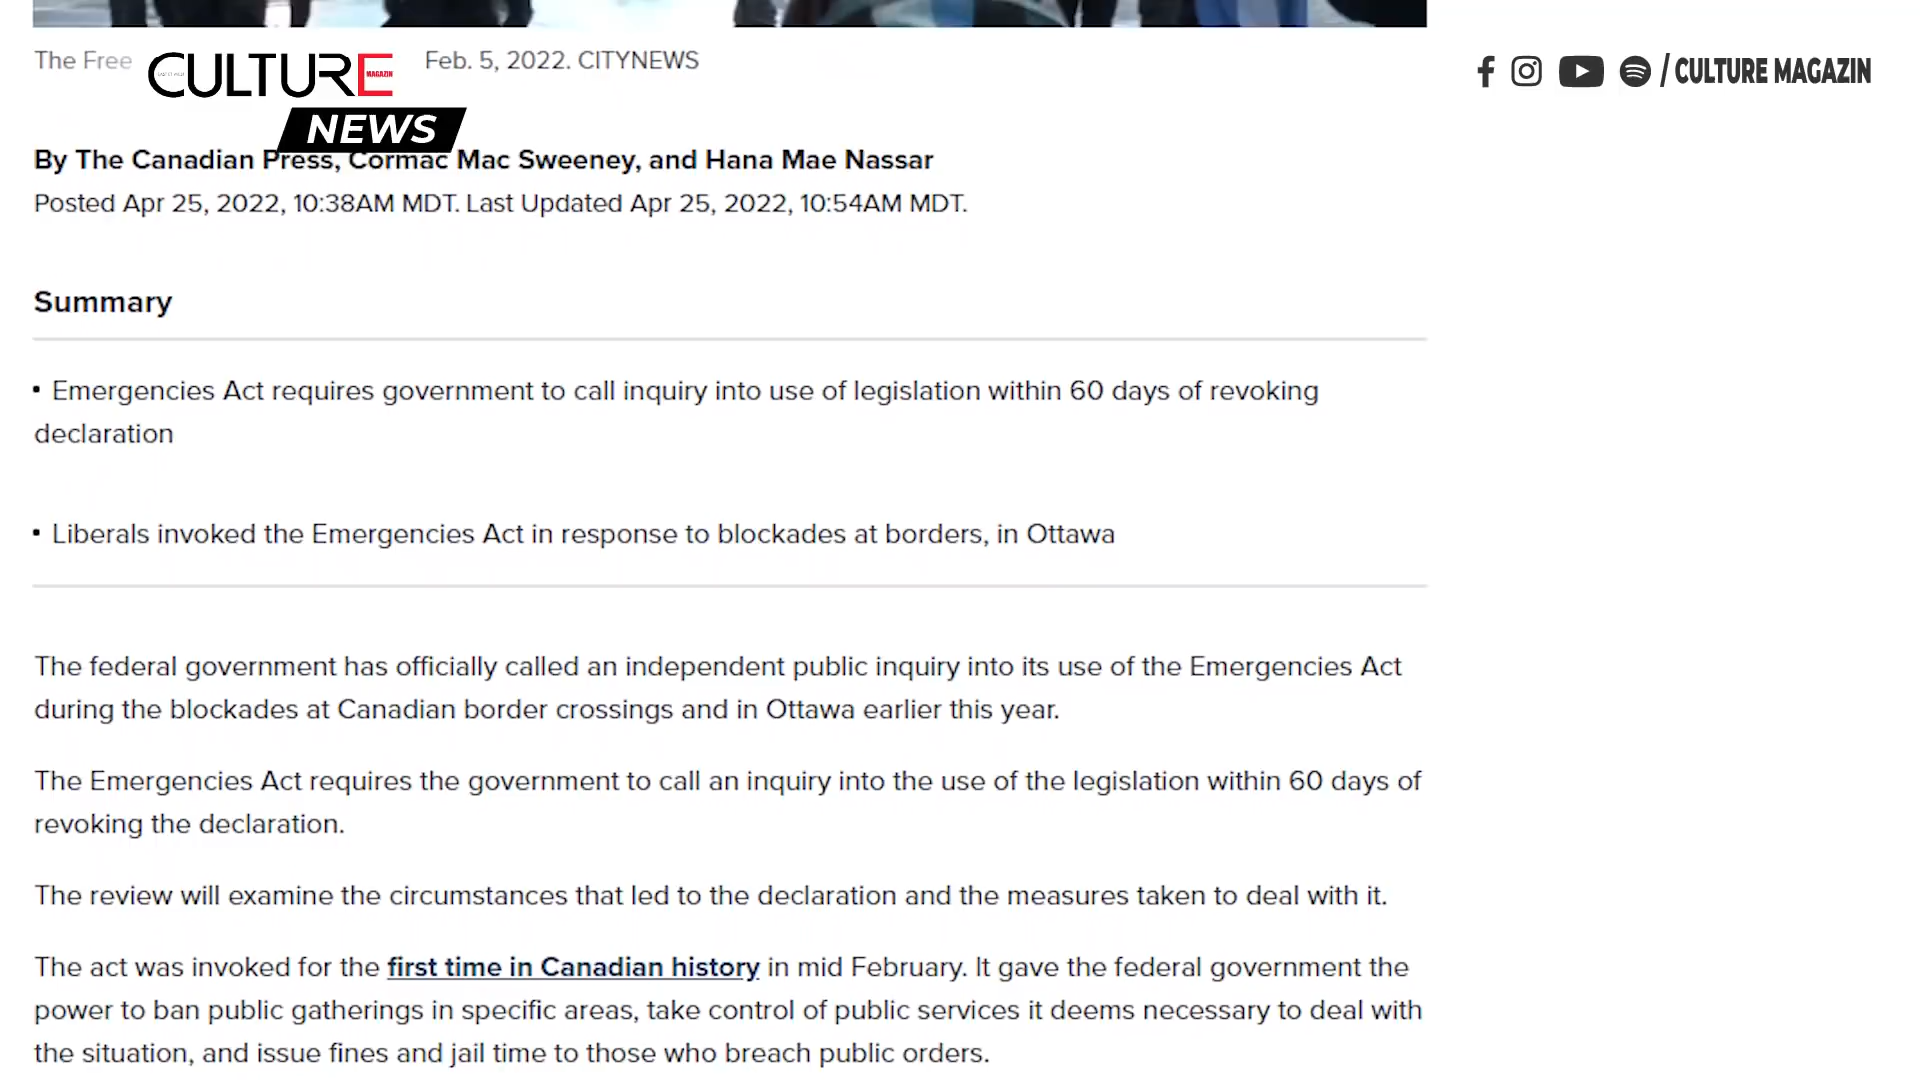 The Free
Feb. 5, 2022. CITYNEWS
CULTURE
MAGAZIN
NEWS
/ CULTURE MAGAZIN
By The Canadian Press, Cormac Mac Sweeney, and Hana Mae Nassar
Posted Apr 25, 2022, 10:38AM MDT. Last Updated Apr 25, 2022, 10:54AM MDT.
Summary
• Emergencies Act requires government to call inquiry into use of legislation within 60 days of revoking
declaration
• Liberals invoked the Emergencies Act in response to blockades at borders, in Ottawa
The federal government has officially called an independent public inquiry into its use of the Emergencies Act
during the blockades at Canadian border crossings and in Ottawa earlier this year.
The Emergencies Act requires the government to call an inquiry into the use of the legislation within 60 days of
revoking the declaration.
The review will examine the circumstances that led to the declaration and the measures taken to deal with it.
The act was invoked for the first time in Canadian history in mid February. It gave the federal government the
power to ban public gatherings in specific areas, take control of public services it deems necessary to deal with
the situation, and issue fines and jail time to those who breach public orders.